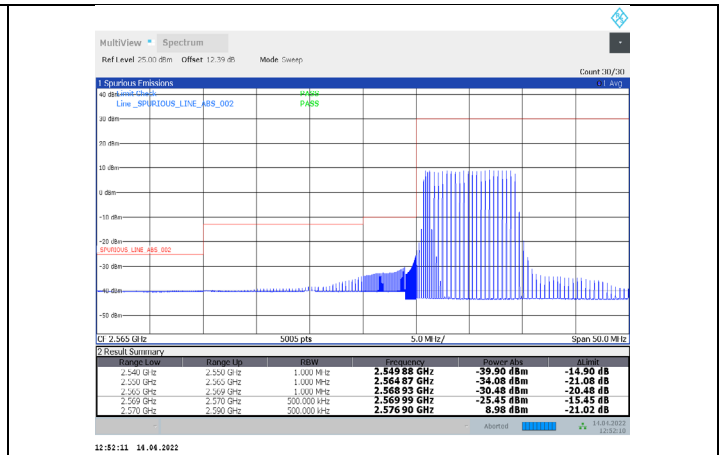 MultiView Spectrum
Ref Level 25.00 dBm Offset 12.39 dB Mode Sweep
Count 30/30
1 Spurious Emissions 1 Avg
40 dBm Limit Check PASS
Line _SPURIOUS_LINE_ABS_002 PASS
30 dBm
20 dBm
10 dBm
0 dBm
-10 dBm
-20 dBm
SPURIOUS_LINE_ABS_002
-30 dBm
-40 dBm
-50 dBm
CF 2.565 GHz 5005 pts 5.0 MHz/ Span 50.0 MHz
2 Result Summary
Range Low Range Up RBW Frequency Power Abs ΔLimit
2.540 GHz 2.550 GHz 1.000 MHz 2.549 88 GHz -39.90 dBm -14.90 dB
2.550 GHz 2.565 GHz 1.000 MHz 2.564 87 GHz -34.08 dBm -21.08 dB
2.565 GHz 2.569 GHz 1.000 MHz 2.568 93 GHz -30.48 dBm -20.48 dB
2.569 GHz 2.570 GHz 500.000 kHz 2.569 99 GHz -25.45 dBm -15.45 dB
2.570 GHz 2.590 GHz 500.000 kHz 2.576 90 GHz 8.98 dBm -21.02 dB
Aborted 14.04.2022
12:52:10
12:52:11 14.04.2022